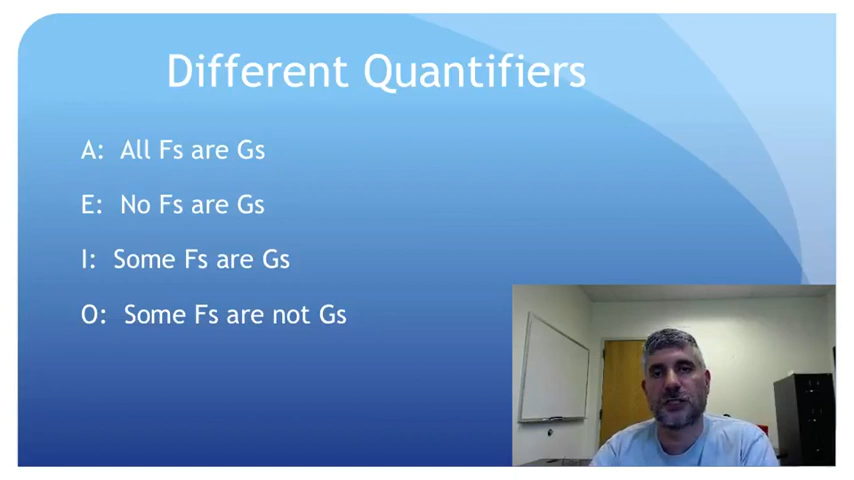 Different Quantifiers
A: All Fs are Gs
E: No Fs are Gs
I: Some Fs are Gs
O: Some Fs are not Gs